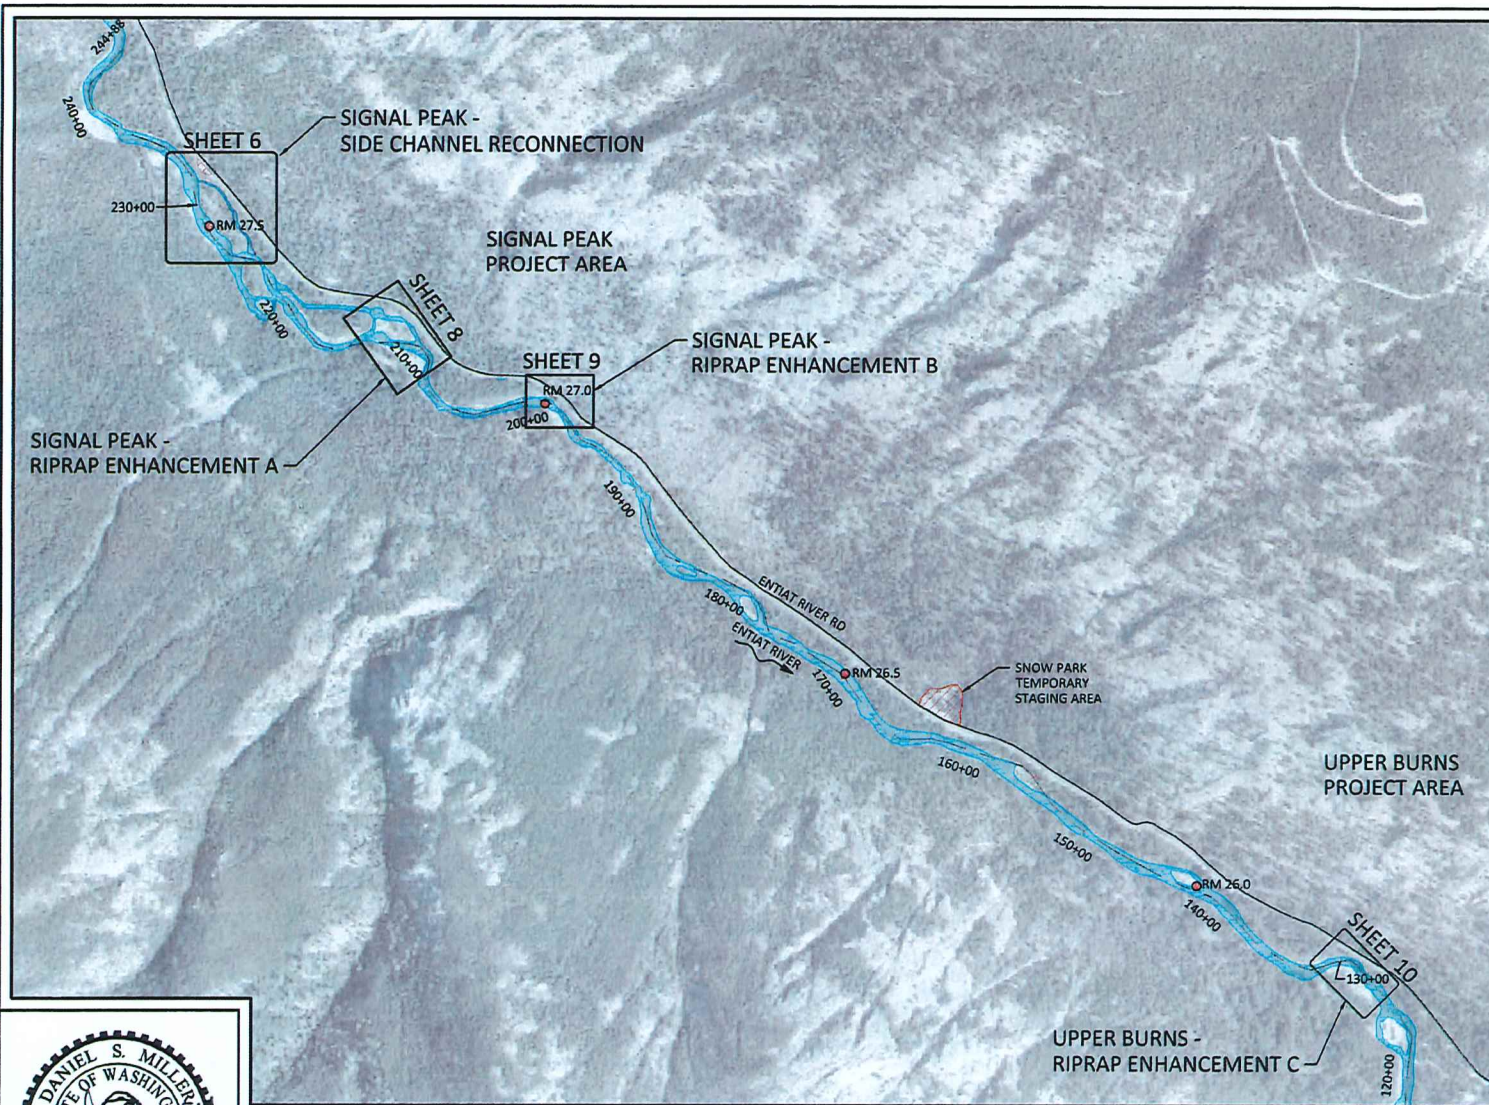 244+88
240+00
SHEET 6
SIGNAL PEAK -
SIDE CHANNEL RECONNECTION
230+00
RM 27.5
SIGNAL PEAK
PROJECT AREA
220+00
SHEET 8
210+00
SIGNAL PEAK -
RIPRAP ENHANCEMENT B
SHEET 9
RM 27.0
200+00
SIGNAL PEAK -
RIPRAP ENHANCEMENT A
190+00
180+00
ENTIAT RIVER RD
ENTIAT RIVER
RM 26.5
170+00
SNOW PARK
TEMPORARY
STAGING AREA
160+00
UPPER BURNS
PROJECT AREA
150+00
RM 26.0
140+00
SHEET 10
130+00
UPPER BURNS -
RIPRAP ENHANCEMENT C
120+00
DANIEL S. MILLER
OF